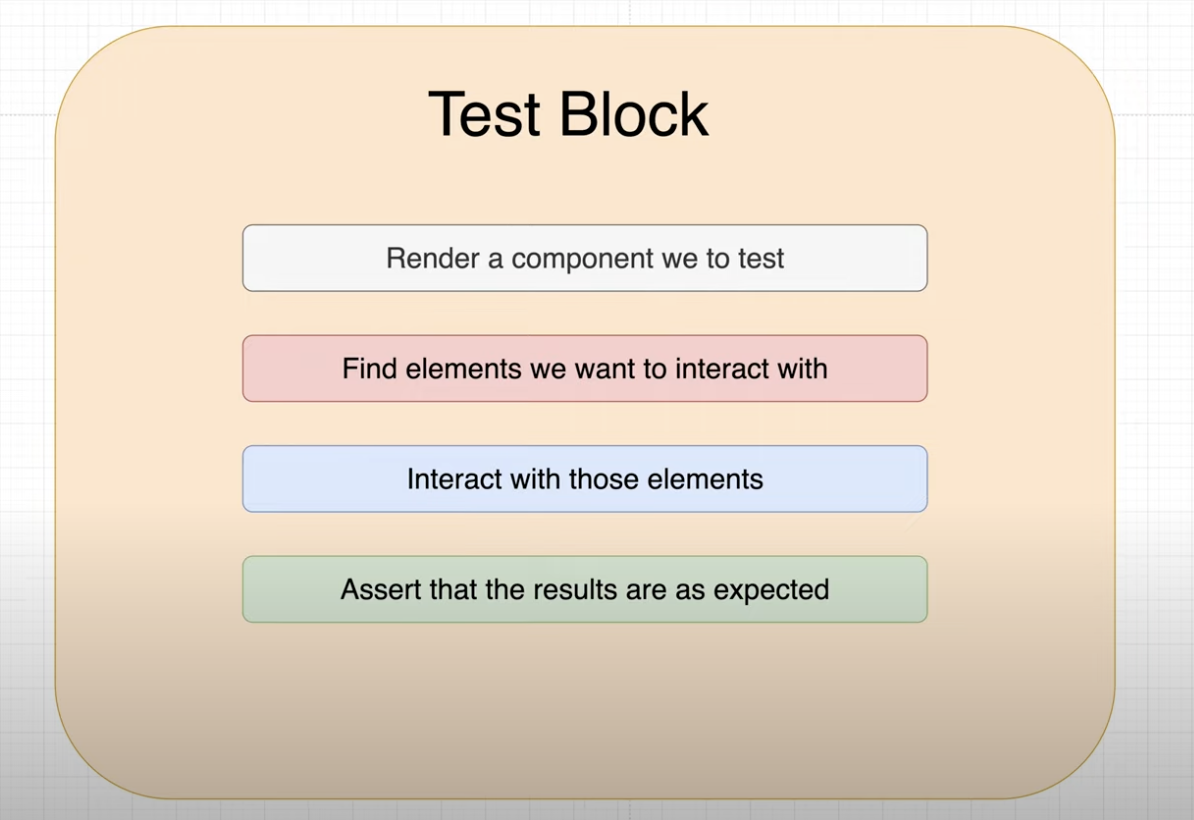 Test Block
Render a component we to test
Find elements we want to interact with
Interact with those elements
Assert that the results are as expected